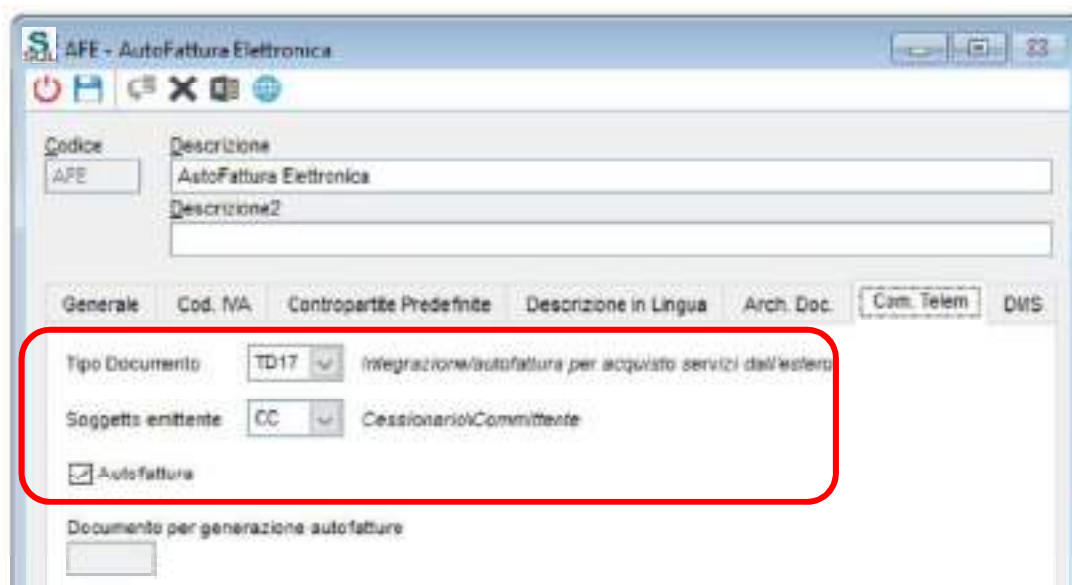 AFE - AutoFattura Elettronica
Codice Descrizione
AFE AutoFattura Elettronica
Descrizione2
Generale Cod. IVA Contropartite Predefinite Descrizione in Lingua Arch. Doc. Com. Telem DMS
Tipo Documento TD17 Integrazione/autofattura per acquisto servizi dall'estero
Soggetto emittente CC Cessionario\Committente
Autofattura
Documento per generazione autofatture